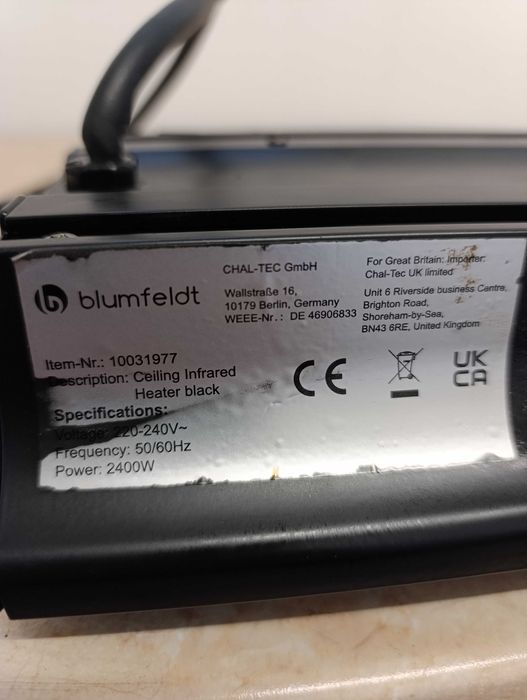 blumfeldt
CHAL-TEC GmbH
Wallstraße 16,
10179 Berlin, Germany
WEEE-Nr.: DE 46906833
For Great Britain: Importer:
Chal-Tec UK limited
Unit 6 Riverside business Centre,
Brighton Road,
Shoreham-by-Sea,
BN43 6RE, United Kingdom
Item-Nr.: 10031977
Description: Ceiling Infrared
Heater black
Specifications:
Voltage: 220-240V~
Frequency: 50/60Hz
Power: 2400W
CE
UK
CA